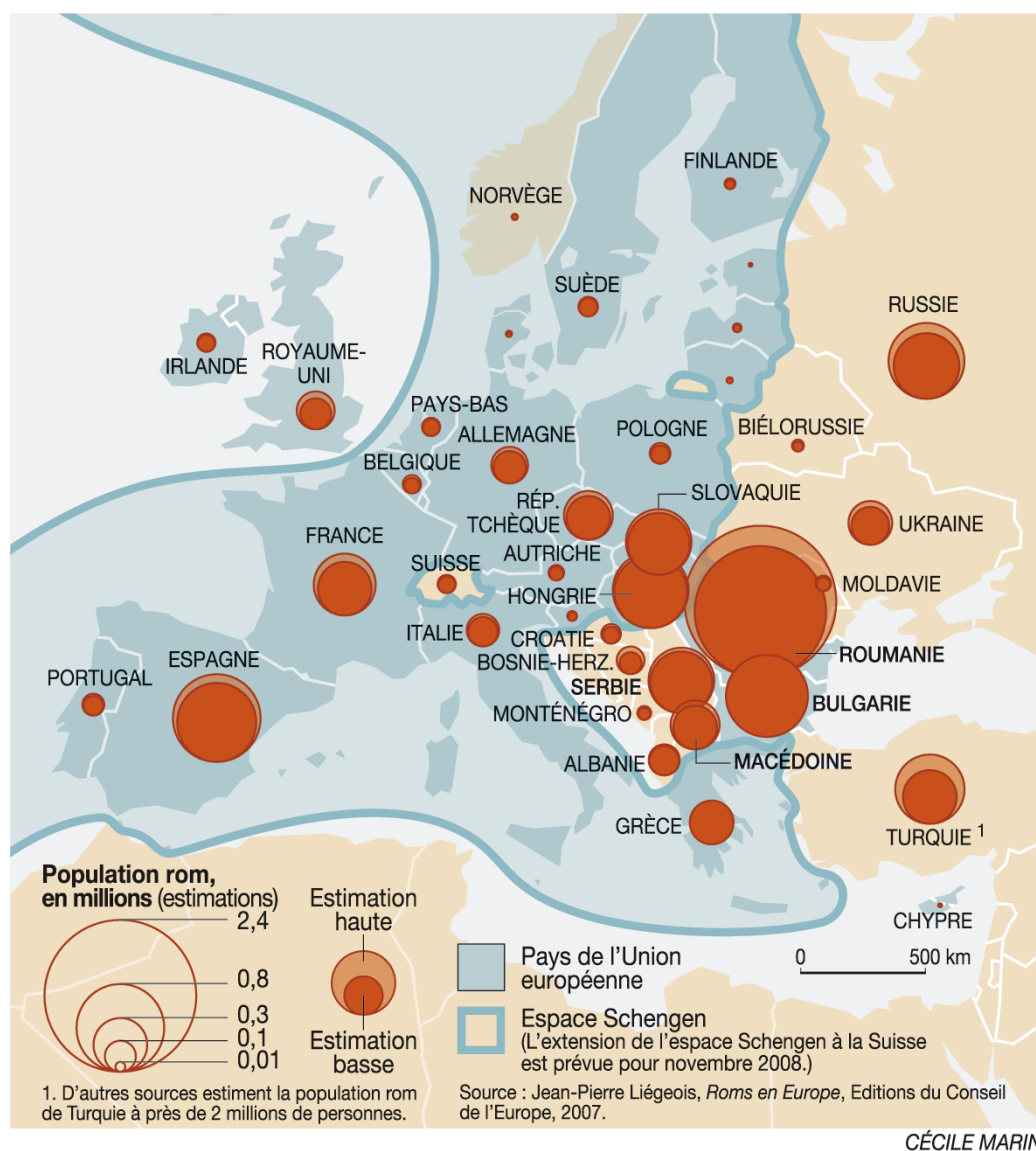 FINLANDE
NORVÈGE
SUÈDE
RUSSIE
IRLANDE
ROYAUME-
UNI
PAYS-BAS
ALLEMAGNE
POLOGNE
BIÉLORUSSIE
BELGIQUE
SLOVAQUIE
RÉP.
TCHÈQUE
UKRAINE
FRANCE
AUTRICHE
SUISSE
MOLDAVIE
HONGRIE
ITALIE
CROATIE
BOSNIE-HERZ.
ROUMANIE
ESPAGNE
PORTUGAL
SERBIE
BULGARIE
MONTÉNÉGRO
ALBANIE
MACÉDOINE
GRÈCE
TURQUIE 1
CHYPRE
Population rom,
en millions (estimations)
2,4
0,8
0,3
0,1
0,01
Estimation
haute
Estimation
basse
Pays de l'Union
européenne
0 500 km
Espace Schengen
(L'extension de l'espace Schengen à la Suisse
est prévue pour novembre 2008.)
1. D'autres sources estiment la population rom
de Turquie à près de 2 millions de personnes.
Source : Jean-Pierre Liégeois, Roms en Europe, Editions du Conseil
de l'Europe, 2007.
CÉCILE MARIN